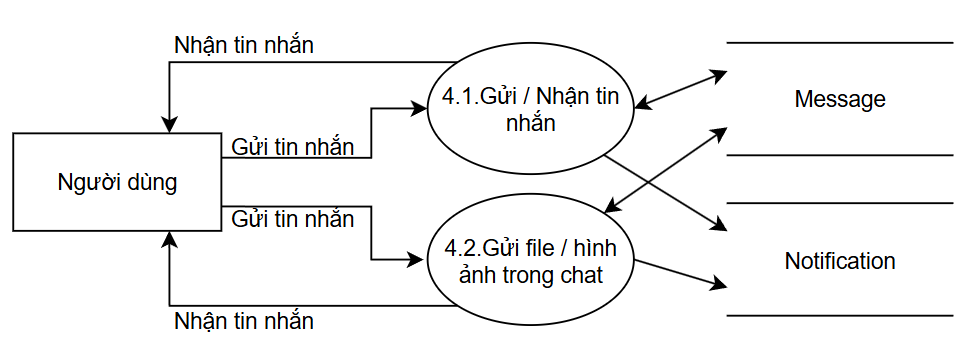 Nhận tin nhắn
4.1.Gửi / Nhận tin
nhắn
Message
Gửi tin nhắn
Người dùng
Gửi tin nhắn
4.2.Gửi file / hình
ảnh trong chat
Notification
Nhận tin nhắn